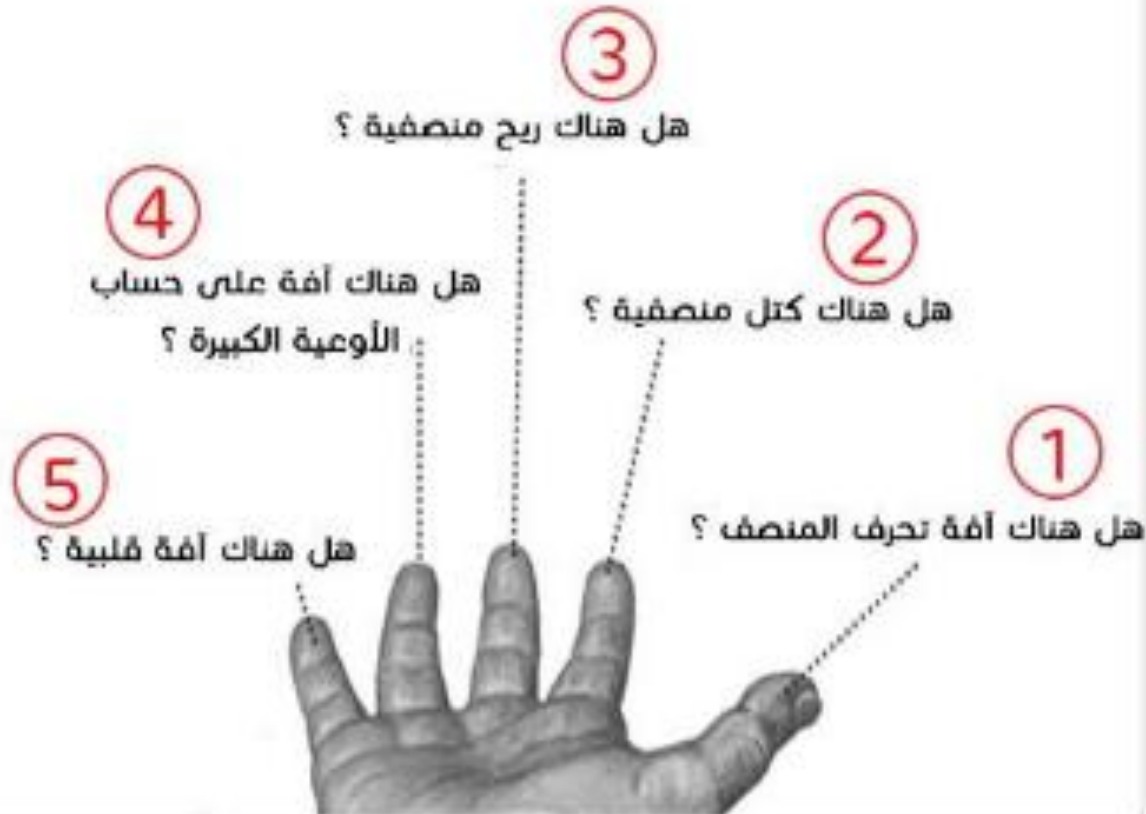 1
هل هناك آفة تحرف المنصف ؟
2
هل هناك كتل منصفية ؟
3
هل هناك ريح منصفية ؟
4
هل هناك آفة على حساب
الأوعية الكبيرة ؟
5
هل هناك آفة قلبية ؟